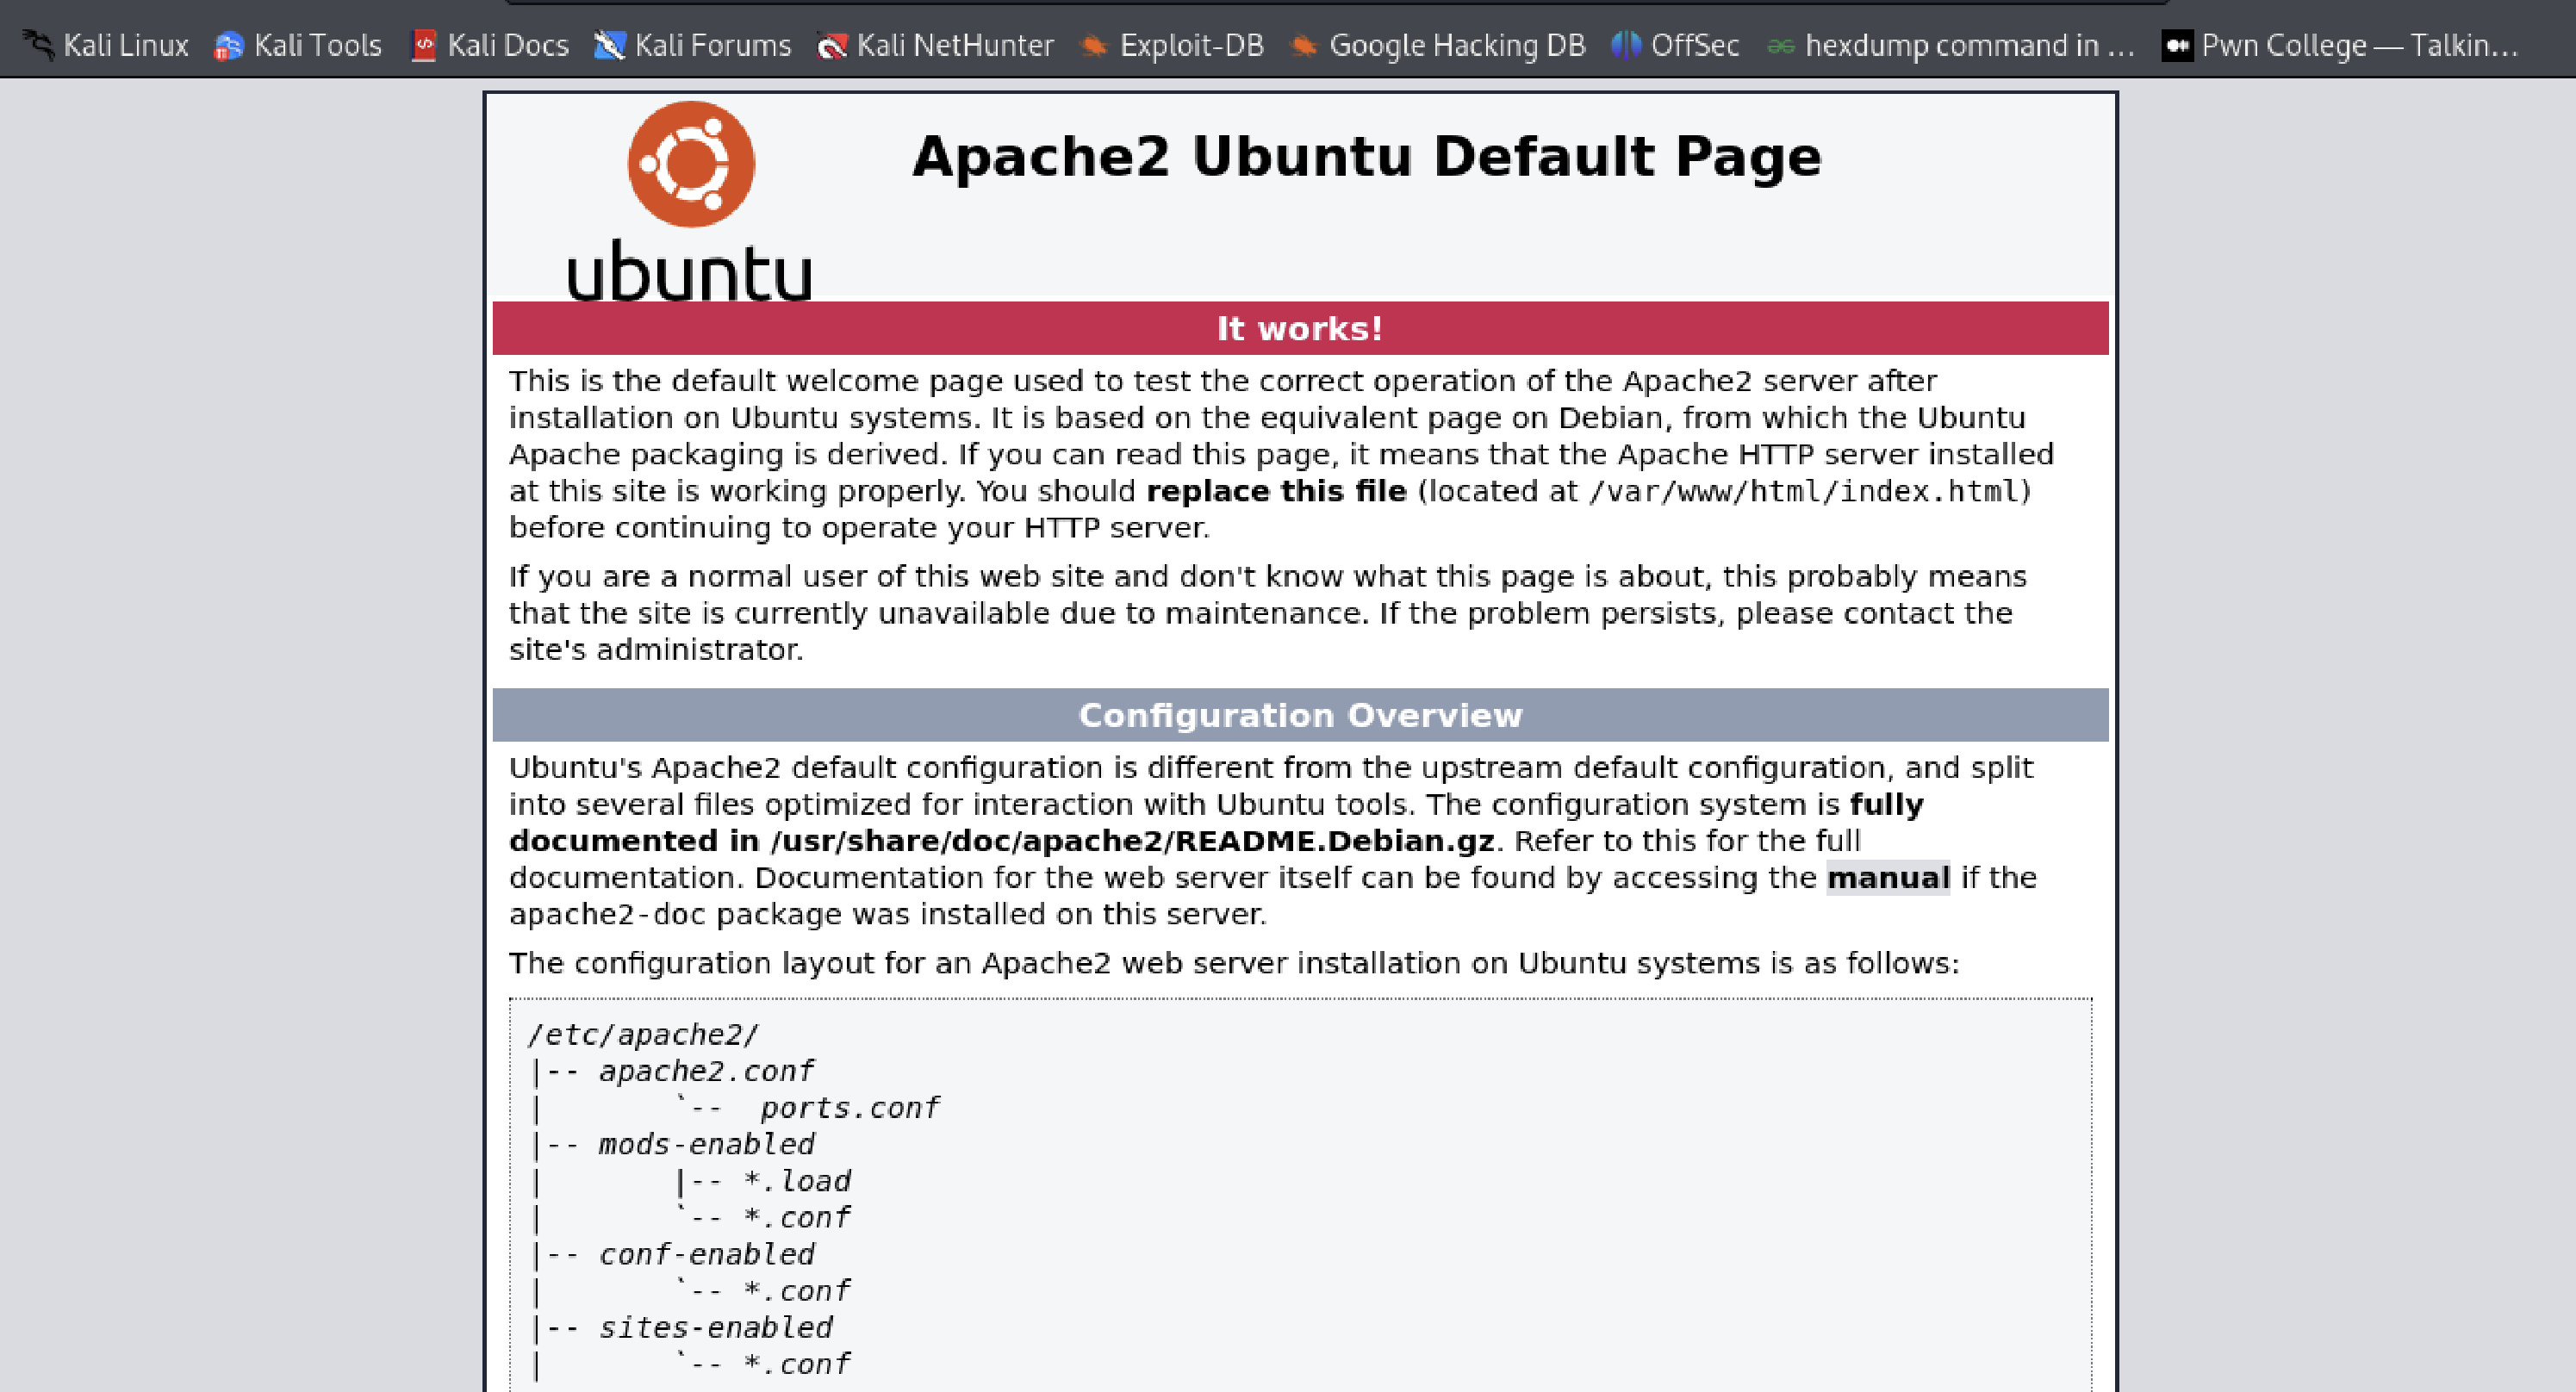 Kali Linux Kali Tools Kali Docs Kali Forums Kali NetHunter Exploit-DB Google Hacking DB OffSec hexdump command in ... Pwn College — Talkin...
ubuntu
Apache2 Ubuntu Default Page
It works!
This is the default welcome page used to test the correct operation of the Apache2 server after
installation on Ubuntu systems. It is based on the equivalent page on Debian, from which the Ubuntu
Apache packaging is derived. If you can read this page, it means that the Apache HTTP server installed
at this site is working properly. You should replace this file (located at /var/www/html/index.html)
before continuing to operate your HTTP server.
If you are a normal user of this web site and don't know what this page is about, this probably means
that the site is currently unavailable due to maintenance. If the problem persists, please contact the
site's administrator.
Configuration Overview
Ubuntu's Apache2 default configuration is different from the upstream default configuration, and split
into several files optimized for interaction with Ubuntu tools. The configuration system is fully
documented in /usr/share/doc/apache2/README.Debian.gz. Refer to this for the full
documentation. Documentation for the web server itself can be found by accessing the manual if the
apache2-doc package was installed on this server.
The configuration layout for an Apache2 web server installation on Ubuntu systems is as follows:
/etc/apache2/
|-- apache2.conf
|       `--  ports.conf
|-- mods-enabled
|       |-- *.load
|       `-- *.conf
|-- conf-enabled
|       `-- *.conf
|-- sites-enabled
|       `-- *.conf